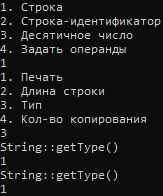 1. Строка
2. Строка-идентификатор
3. Десятичное число
4. Задать операнды
1
1. Печать
2. Длина строки
3. Тип
4. Кол-во копирования
3
String::getType()
1
String::getType()
1